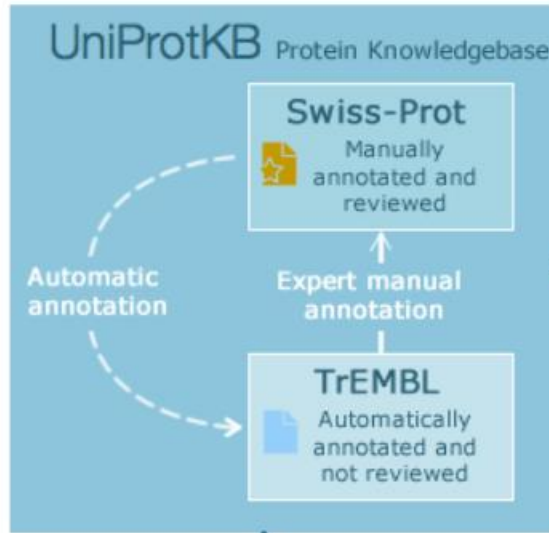 UniProtKB Protein Knowledgebase
Swiss-Prot
Manually
annotated and
reviewed
Automatic
annotation
Expert manual
annotation
TrEMBL
Automatically
annotated and
not reviewed